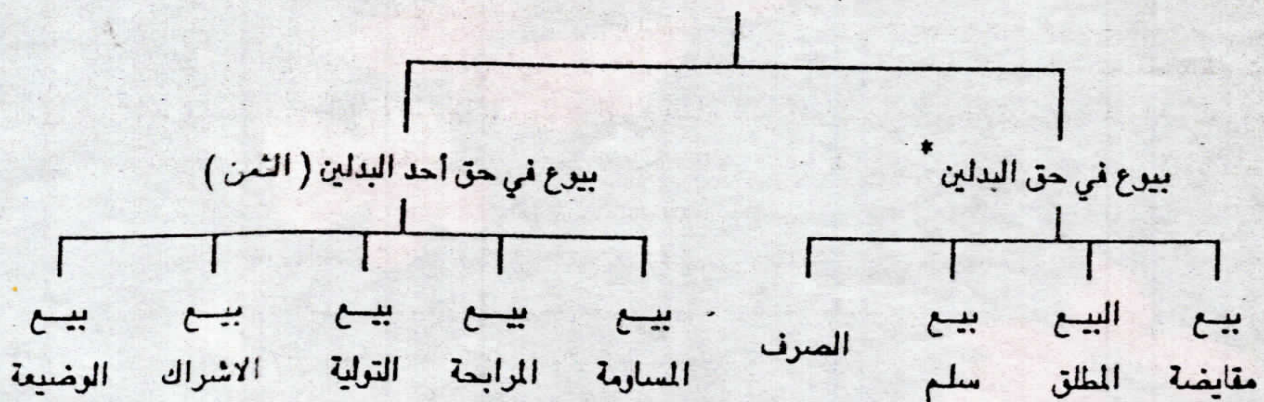 بيوع في حق البدلين *
بيوع في حق أحد البدلين ( الثمن )
بيع مقايضة
البيع المطلق
بيع سلم
الصرف
بيع المساومة
بيع المرابحة
بيع التولية
بيع الاشراك
بيع الوضيعة